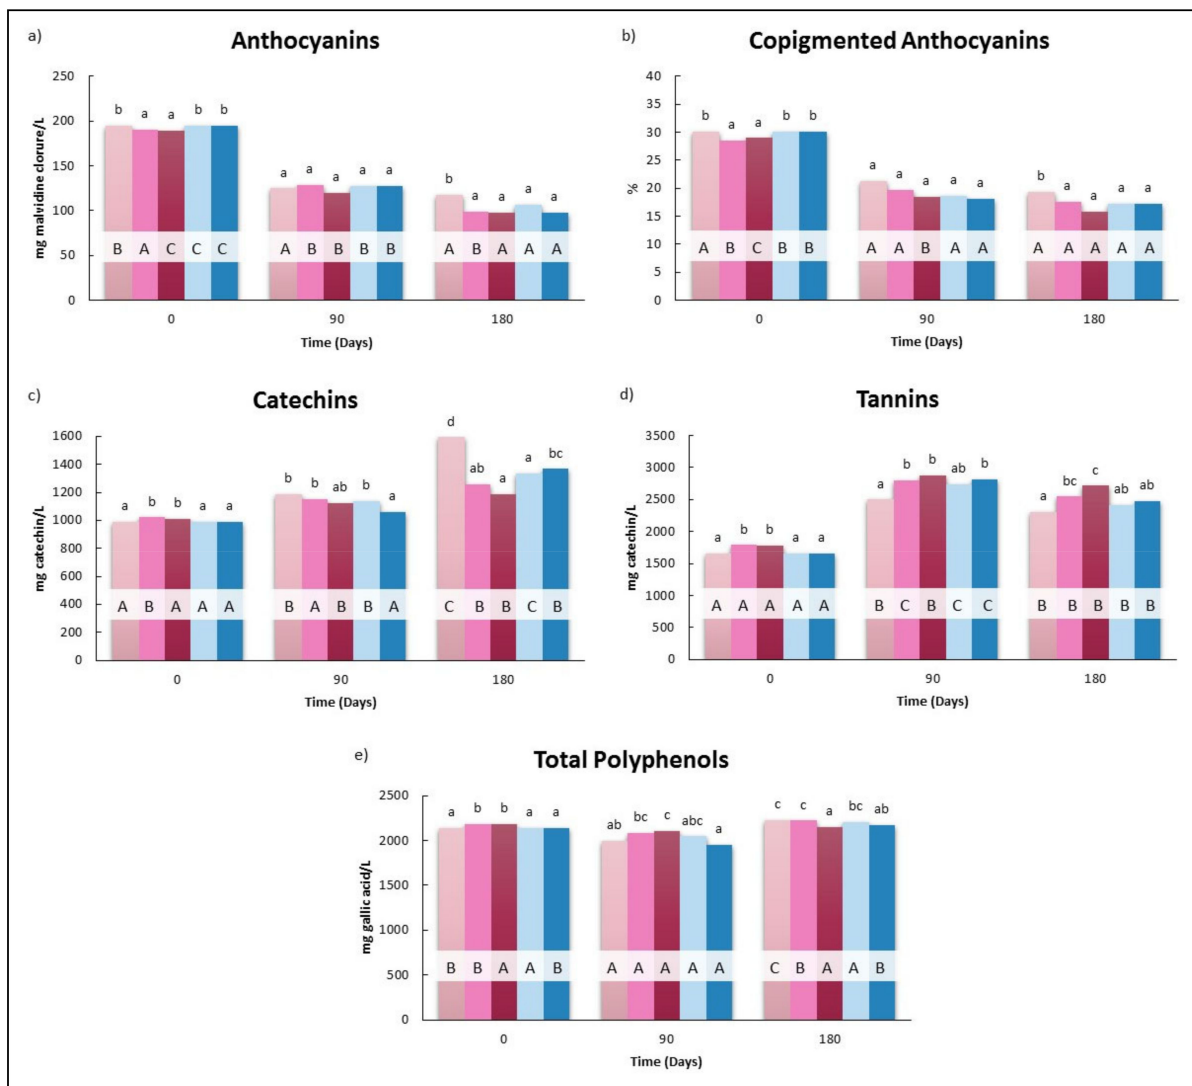 a)
Anthocyanins
mg malvidine clorure/L
250
200
150
100
50
0
b a a b b
a a a a a
b a a a a
B A C C C
A B B B B
A B A A A
0 90 180
Time (Days)
b)
Copigmented Anthocyanins
%
40
35
30
25
20
15
10
5
0
b a a b b
a a a a a
b a a a a
A B C B B
A A B A A
A A A A A
0 90 180
Time (Days)
c)
Catechins
mg catechin/L
1600
1400
1200
1000
800
600
400
200
0
a b b a a
b b ab b a
d ab a a bc
A B A A A
B A B B A
C B B C B
0 90 180
Time (Days)
d)
Tannins
mg catechin/L
3500
3000
2500
2000
1500
1000
500
0
a b b a a
a b b ab b
a bc c ab ab
A A A A A
B C B C C
B B B B B
0 90 180
Time (Days)
e)
Total Polyphenols
mg gallic acid/L
2500
2000
1500
1000
500
0
a b b a a
ab bc c abc a
c c a bc ab
B B A A B
A A A A A
C B A A B
0 90 180
Time (Days)